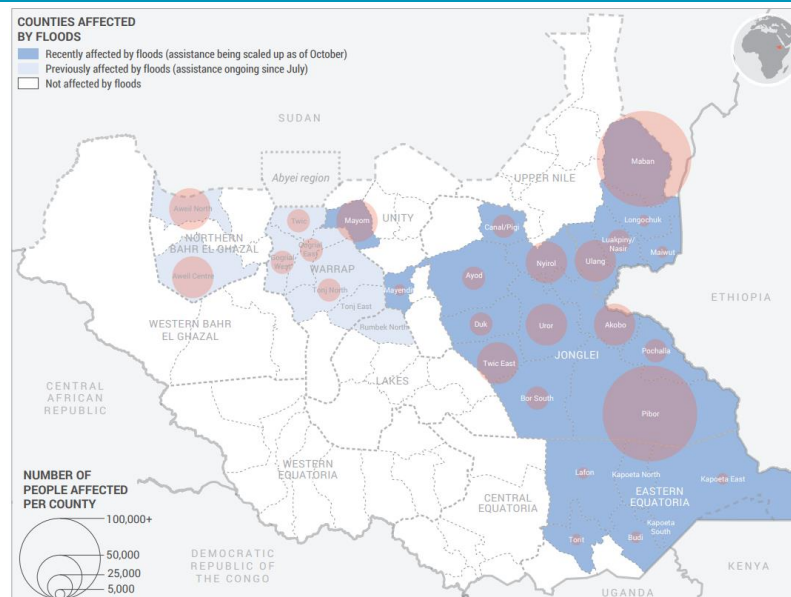 COUNTIES AFFECTED
BY FLOODS
Recently affected by floods (assistance being scaled up as of October)
Previously affected by floods (assistance ongoing since July)
Not affected by floods
SUDAN
Abyei region
UPPER NILE
Maban
Aweil North
Twic
Mayom
UNITY
Canal/Pigi
Longochuk
NORTHERN
BAHR EL GHAZAL
Gogrial
East
Gogrial
West
WARRAP
Luakpiny/
Nasir
Maiwut
Nyirol
Ulang
Aweil Centre
Tonj North
Mayendit
Ayod
Tonj East
ETHIOPIA
WESTERN BAHR
EL GHAZAL
Rumbek North
Duk
Uror
Akobo
JONGLEI
Pochalla
Twic East
LAKES
CENTRAL
AFRICAN
REPUBLIC
Bor South
Pibor
WESTERN
EQUATORIA
NUMBER OF
PEOPLE AFFECTED
PER COUNTY
Lafon
Kapoeta North
Kapoeta East
EASTERN
EQUATORIA
CENTRAL
EQUATORIA
100,000+
Kapoeta
South
Torit
Budi
50,000
25,000
5,000
DEMOCRATIC
REPUBLIC OF
THE CONGO
KENYA
UGANDA